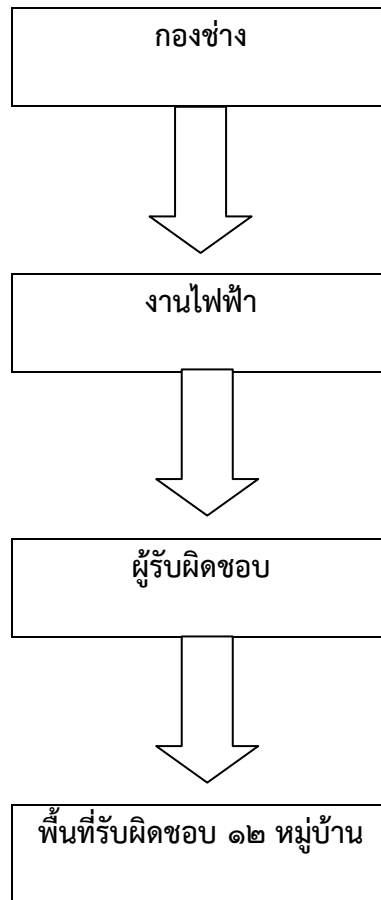 กองช่าง
งานไฟฟ้า
ผู้รับผิดชอบ
พื้นที่รับผิดชอบ ๑๒ หมู่บ้าน